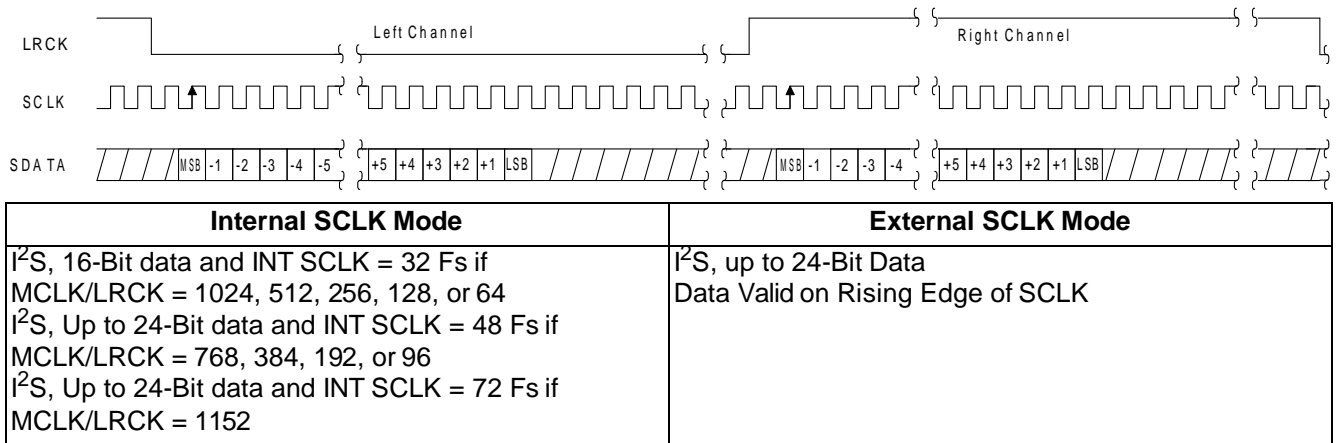 LRCK
Left Channel
Right Channel
SCLK
SDATA MSB -1 -2 -3 -4 -5 +5 +4 +3 +2 +1 LSB MSB -1 -2 -3 -4 +5 +4 +3 +2 +1 LSB
Internal SCLK Mode
I²S, 16-Bit data and INT SCLK = 32 Fs if
MCLK/LRCK = 1024, 512, 256, 128, or 64
I²S, Up to 24-Bit data and INT SCLK = 48 Fs if
MCLK/LRCK = 768, 384, 192, or 96
I²S, Up to 24-Bit data and INT SCLK = 72 Fs if
MCLK/LRCK = 1152
External SCLK Mode
I²S, up to 24-Bit Data
Data Valid on Rising Edge of SCLK